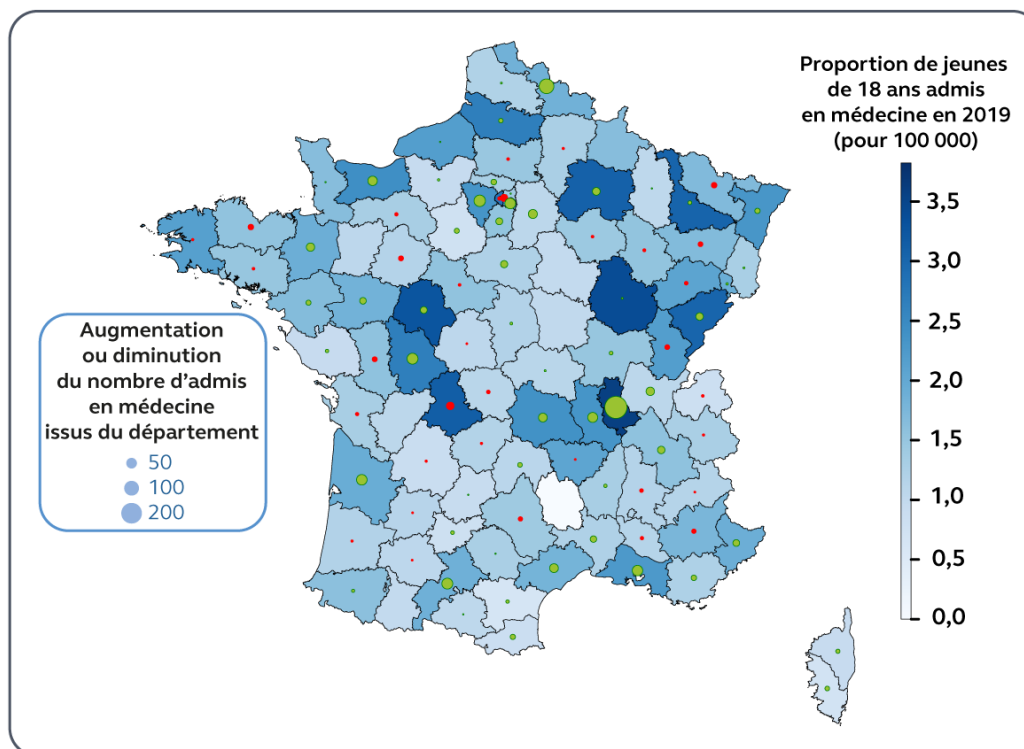 Proportion de jeunes
de 18 ans admis
en médecine en 2019
(pour 100 000)
3,5
3,0
2,5
2,0
1,5
1,0
0,5
0,0
Augmentation
ou diminution
du nombre d’admis
en médecine
issus du département
50
100
200